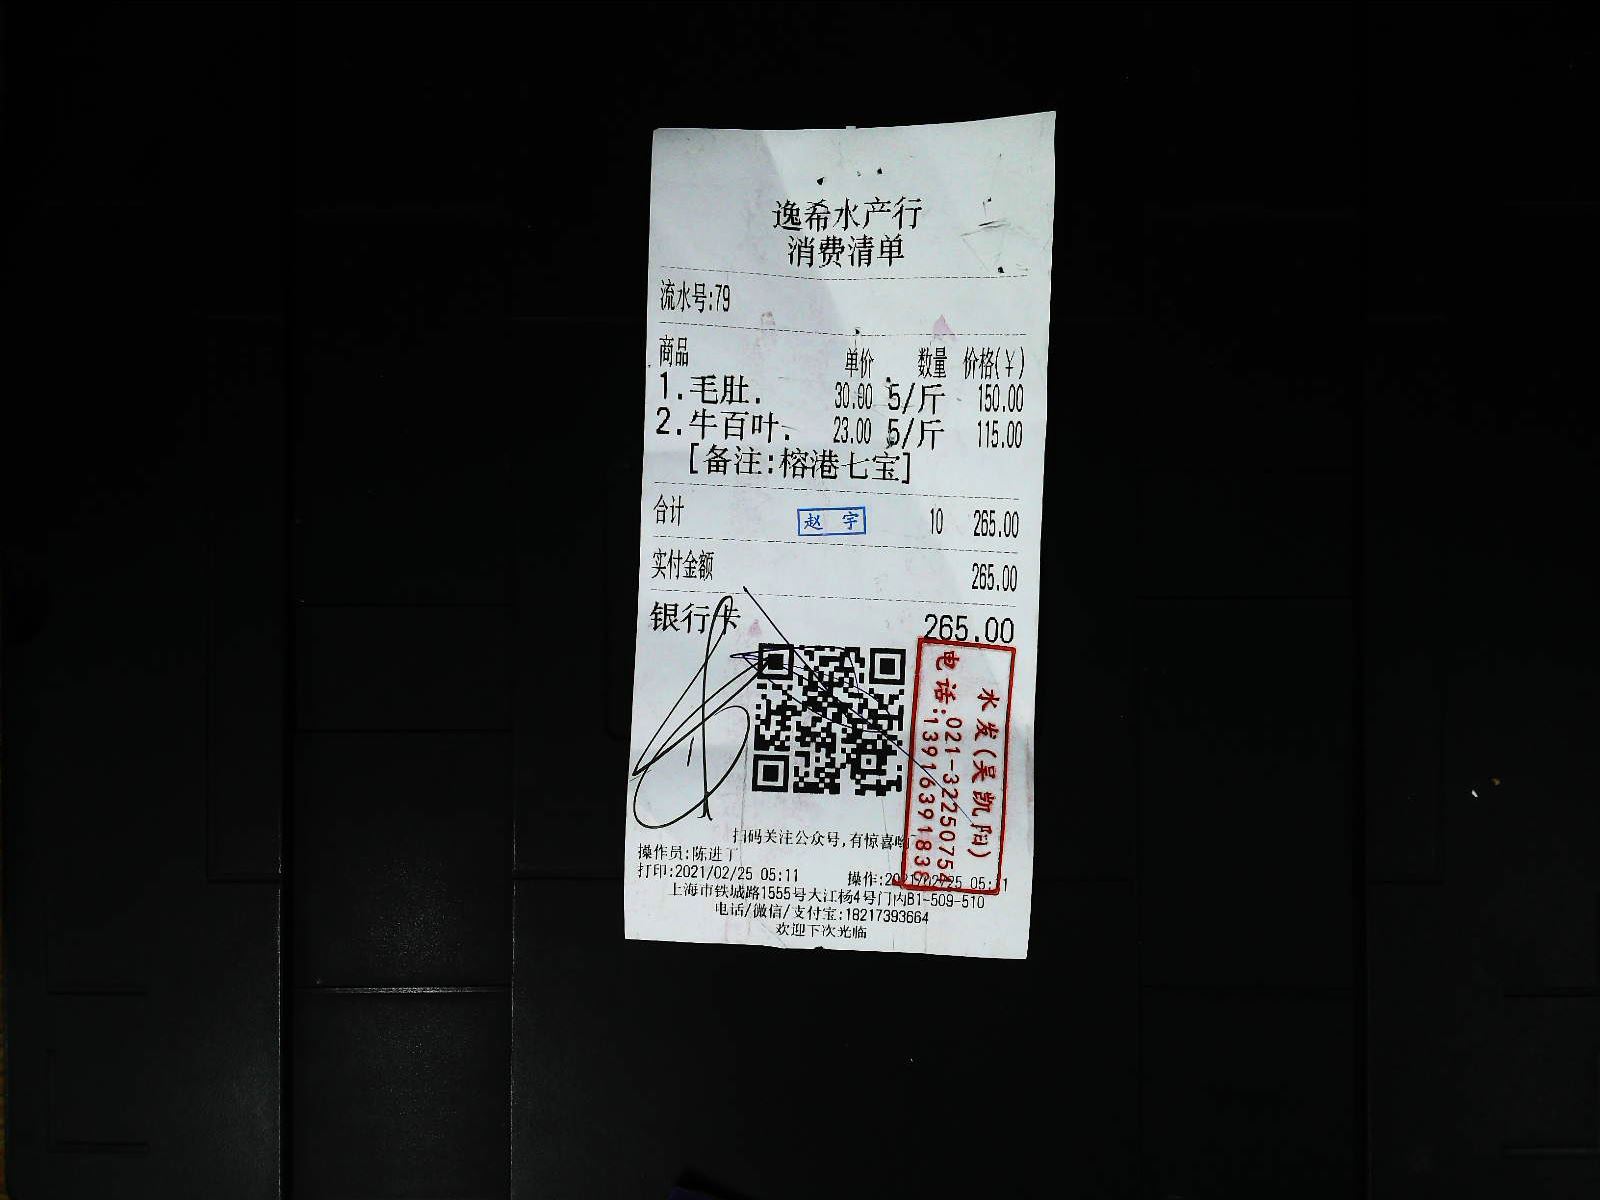 逸希水产行
消费清单
流水号:79
商品 单价 数量 价格(¥)
1.毛肚. 30.00 5/斤 150.00
2.牛百叶. 23.00 5/斤 115.00
[备注:榕港七宝]
合计 10 265.00
赵 宇
实付金额 265.00
银行卡 265.00
水发(吴凯阳)
电话:021-32250754
13916391838
扫码关注公众号,有惊喜哟
操作员:陈进丁
打印:2021/02/25 05:11 操作:2021/02/25 05:11
上海市铁城路1555号大江杨4号门内B1-509-510
电话/微信/支付宝:18217393664
欢迎下次光临